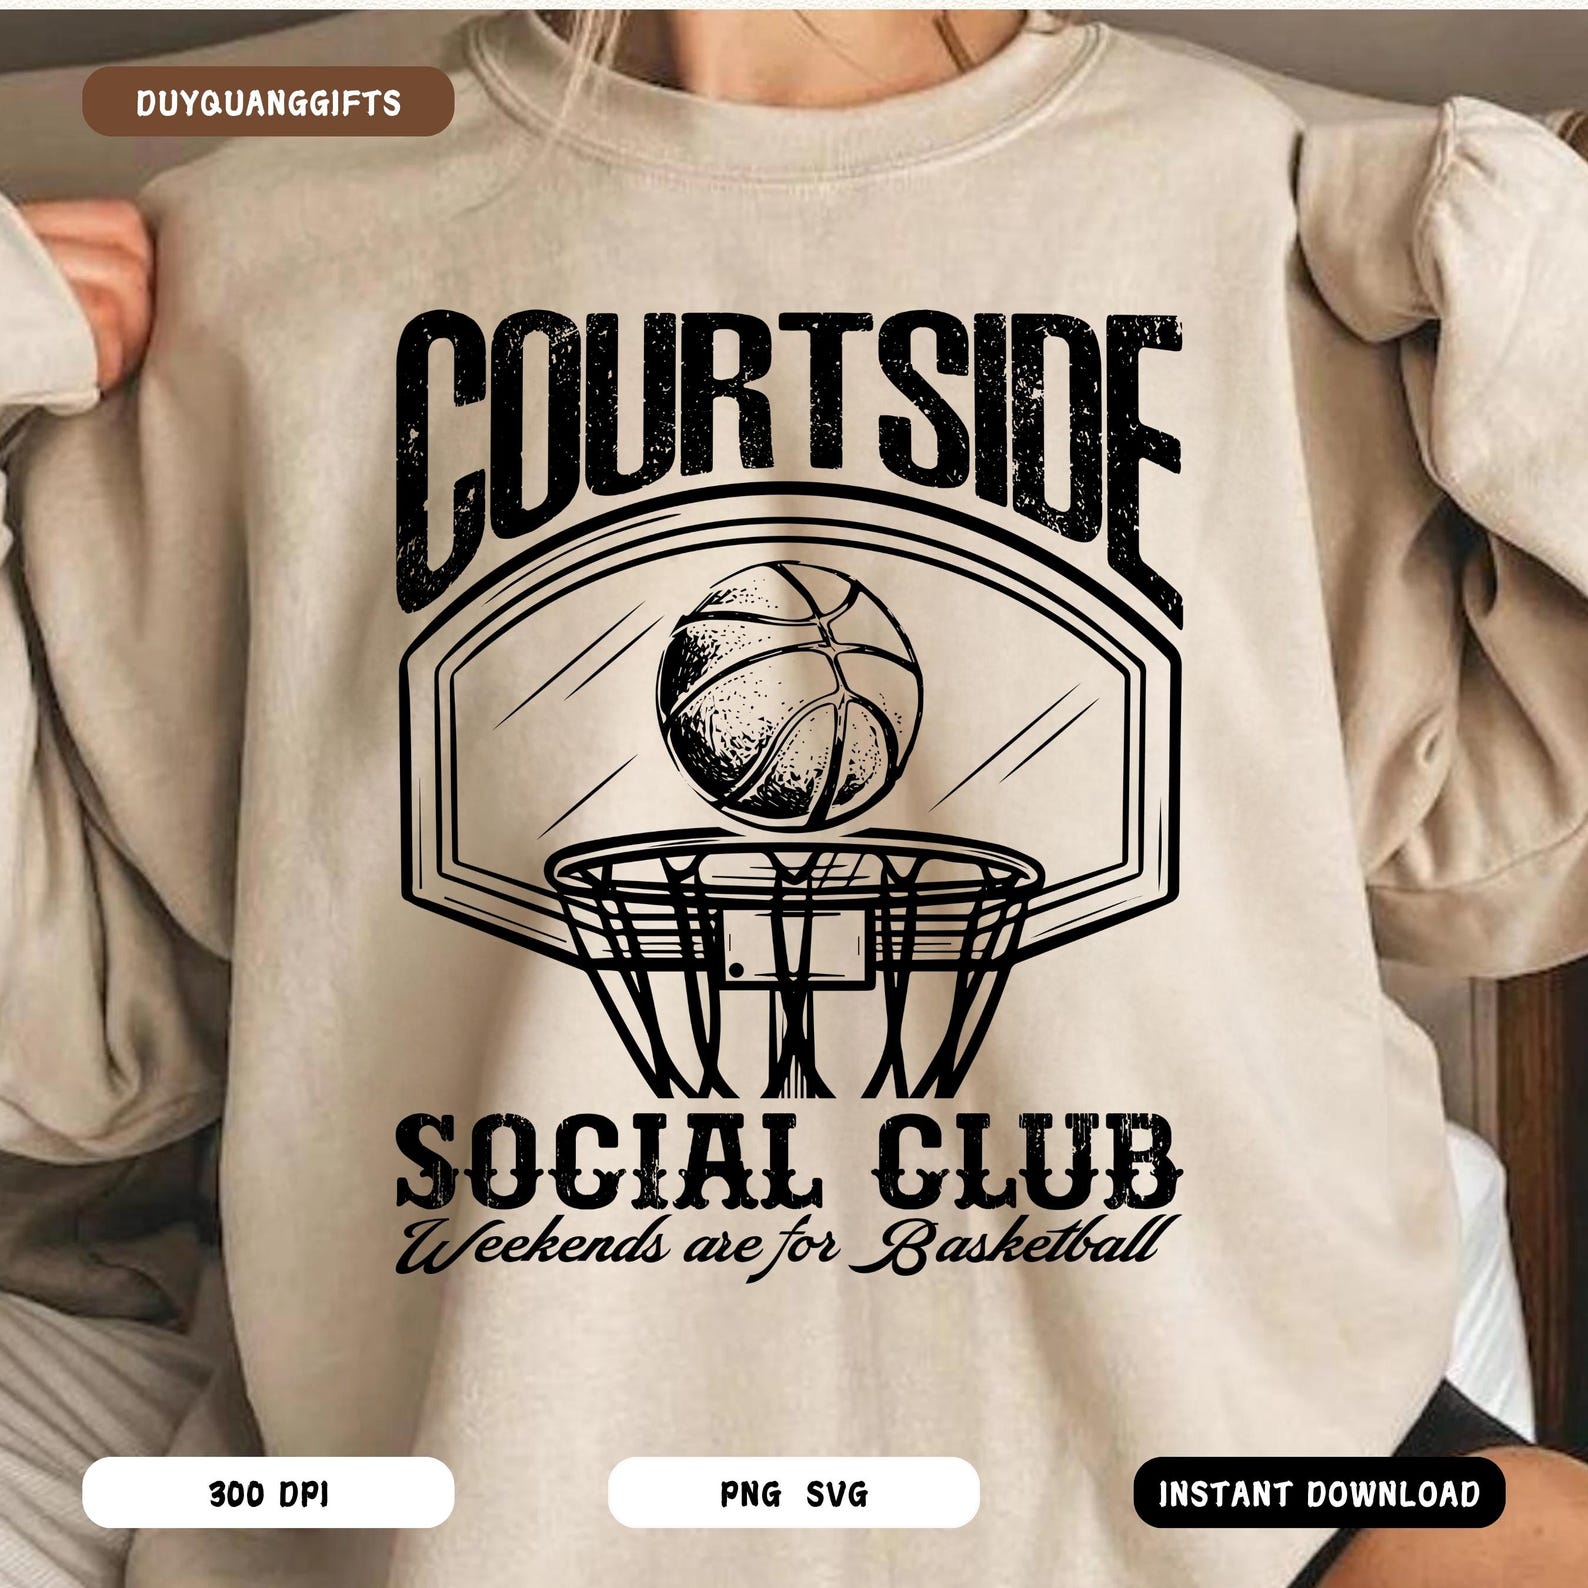 DUYQUANGGIFTS
COURTSIDE
SOCIAL CLUB
Weekends are for Basketball
300 DPI
PNG SVG
INSTANT DOWNLOAD